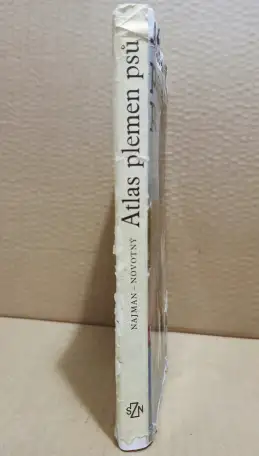 NAJMAN – NOVOTNÝ Atlas plemen psů
SZN